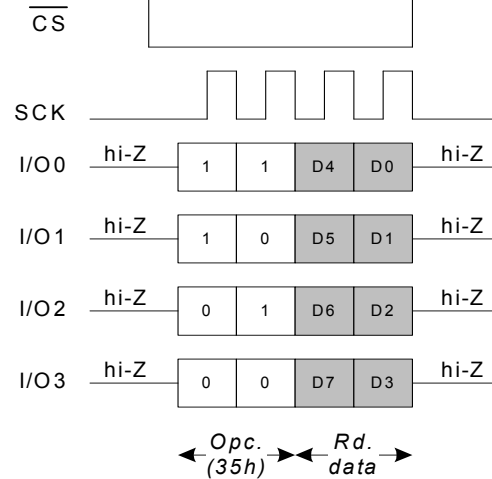 CS
SCK
I/O0 hi-Z 1 1 D4 D0 hi-Z
I/O1 hi-Z 1 0 D5 D1 hi-Z
I/O2 hi-Z 0 1 D6 D2 hi-Z
I/O3 hi-Z 0 0 D7 D3 hi-Z
Opc. Rd.
(35h) data